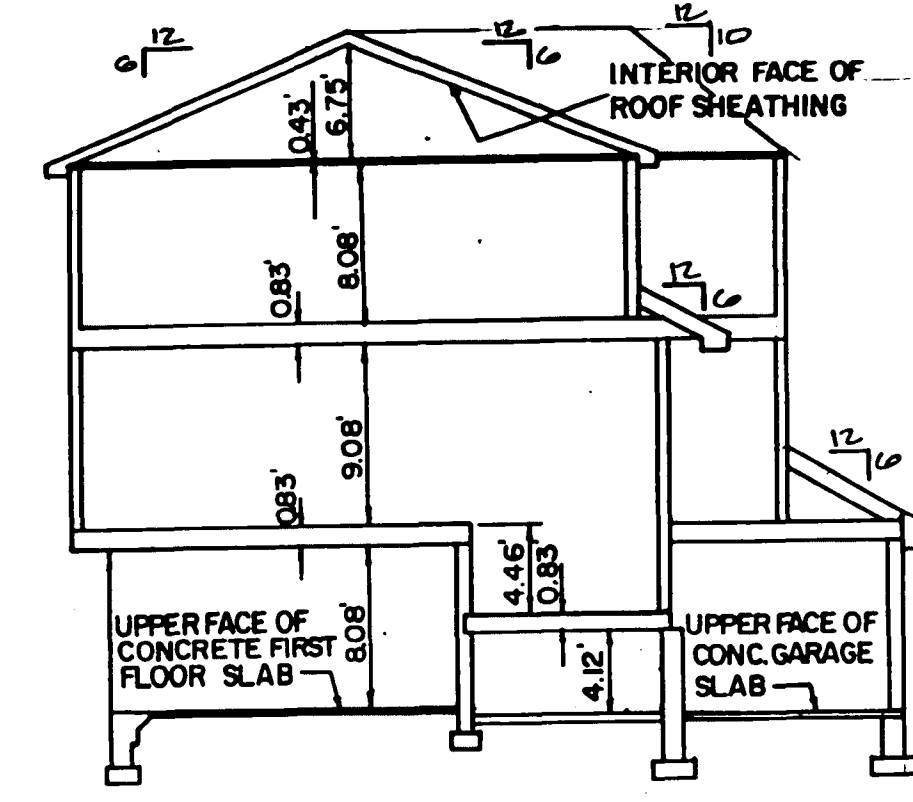 12
6
12
6
12
10
INTERIOR FACE OF
ROOF SHEATHING
0.43'
6.75'
8.08'
0.83'
12
6
9.08'
0.83'
12
6
4.46'
0.83'
8.08'
4.12'
UPPER FACE OF
CONCRETE FIRST
FLOOR SLAB
UPPER FACE OF
CONC. GARAGE
SLAB